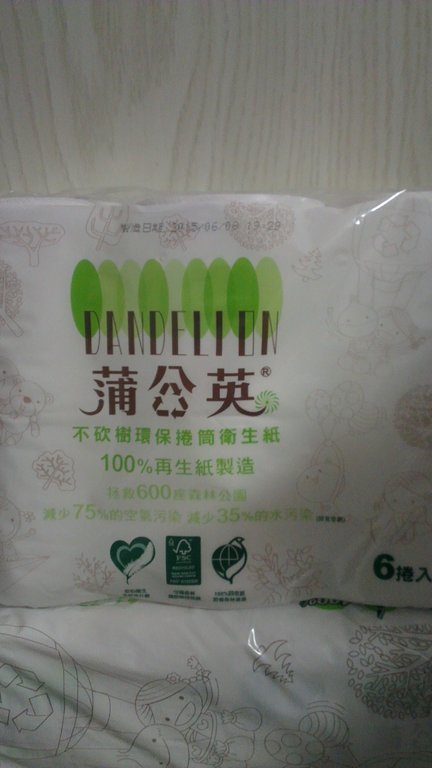 製造日期 2015/06/08 19:29
DANDELION
蒲公英®
不砍樹環保捲筒衛生紙
100%再生紙製造
拯救600座森林公園
減少75%的空氣污染 減少35%的水污染
FSC
6捲入